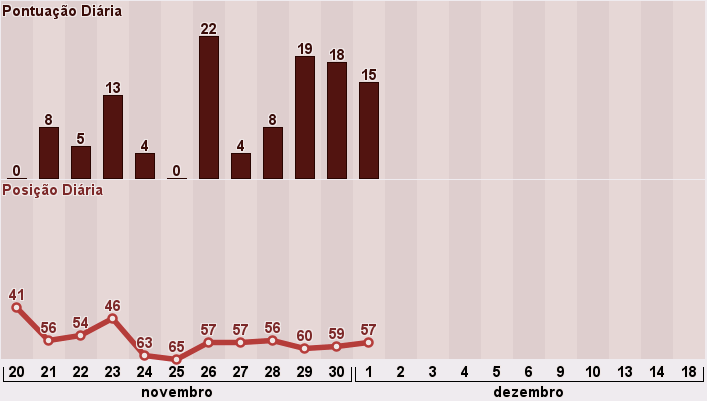 Pontuação Diária
0 8 5 13 4 0 22 4 8 19 18 15
Posição Diária
41 56 54 46 63 65 57 57 56 60 59 57
20 21 22 23 24 25 26 27 28 29 30 1 2 3 4 5 6 9 10 13 14 18
novembro dezembro